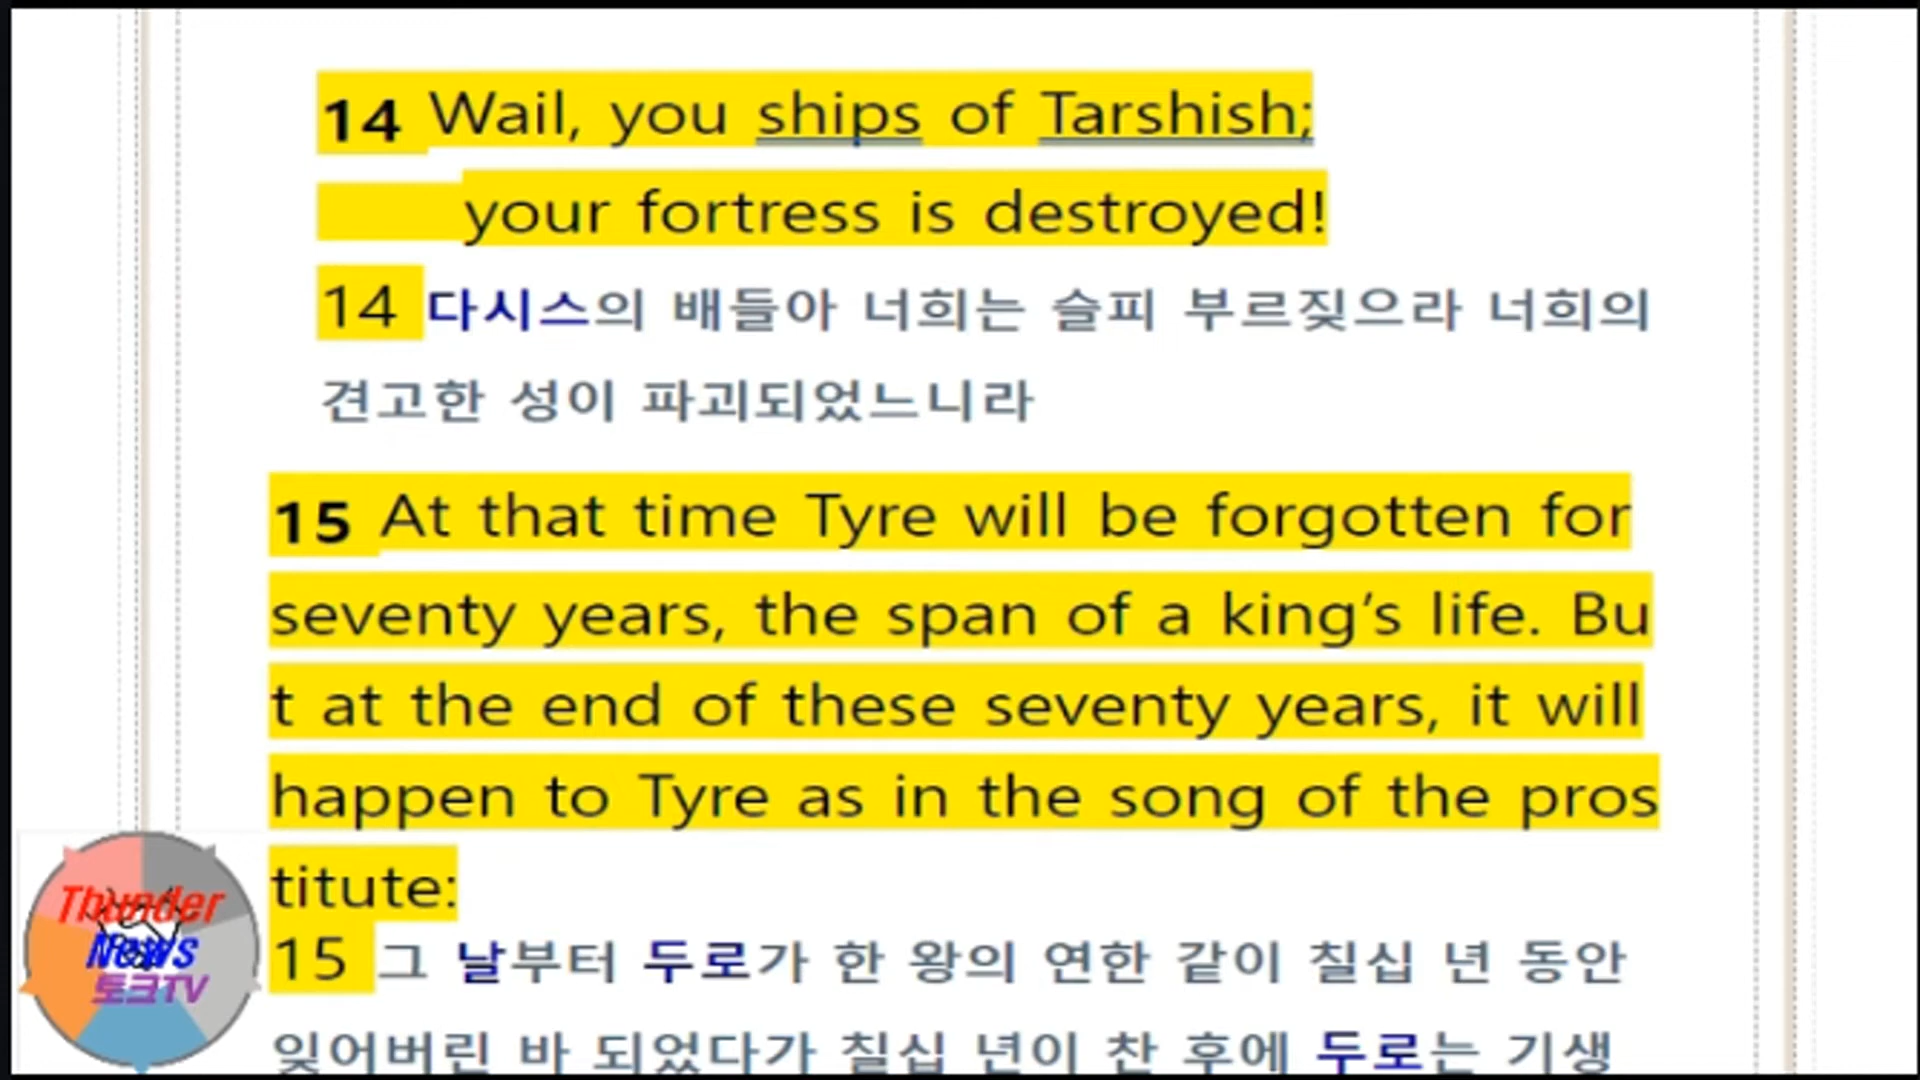 14 Wail, you ships of Tarshish;
your fortress is destroyed!
14 다시스의 배들아 너희는 슬피 부르짖으라 너희의
견고한 성이 파괴되었느니라
15 At that time Tyre will be forgotten for
seventy years, the span of a king’s life. Bu
t at the end of these seventy years, it will
happen to Tyre as in the song of the pros
titute:
15 그 날부터 두로가 한 왕의 연한 같이 칠십 년 동안
잊어버린 바 되었다가 칠십 년이 찬 후에 두로는 기생
Thunder
News
토크TV